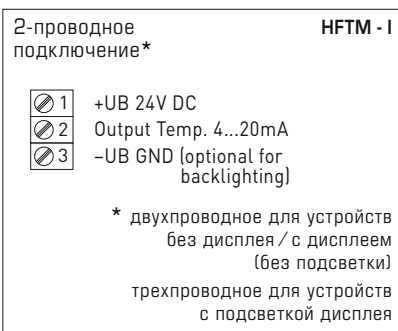 2-проводное HFTM - I
подключение*
1 +UB 24V DC
2 Output Temp. 4...20mA
3 –UB GND (optional for
backlighting)
* двухпроводное для устройств
без дисплея / с дисплеем
(без подсветки)
трехпроводное для устройств
с подсветкой дисплея